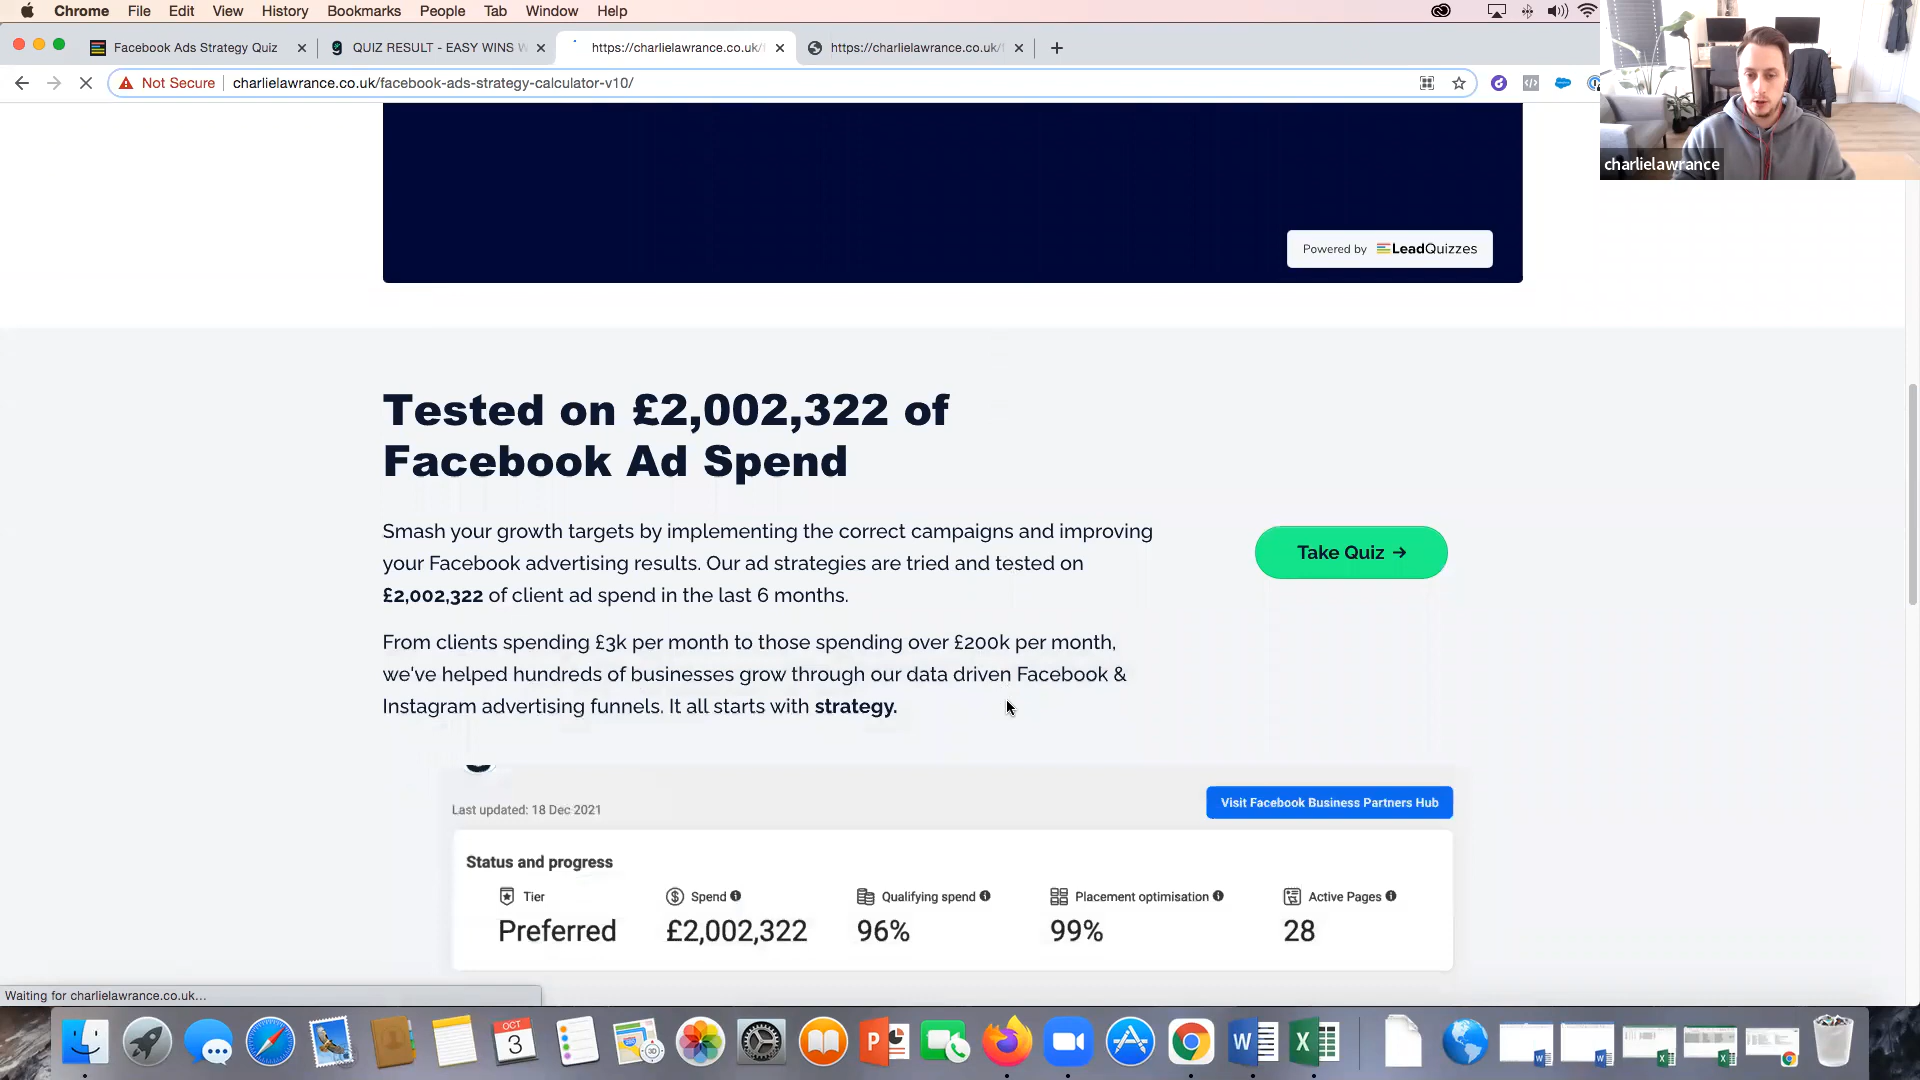 Chrome File Edit View History Bookmarks People Tab Window Help
Facebook Ads Strategy Quiz
QUIZ RESULT - EASY WINS
https://charlielawrance.co.uk/
https://charlielawrance.co.uk/
Not Secure
charlielawrance.co.uk/facebook-ads-strategy-calculator-v10/
charlielawrance
Powered by LeadQuizzes
Tested on £2,002,322 of
Facebook Ad Spend
Smash your growth targets by implementing the correct campaigns and improving
your Facebook advertising results. Our ad strategies are tried and tested on
£2,002,322 of client ad spend in the last 6 months.
Take Quiz →
From clients spending £3k per month to those spending over £200k per month,
we've helped hundreds of businesses grow through our data driven Facebook &
Instagram advertising funnels. It all starts with strategy.
Last updated: 18 Dec 2021
Visit Facebook Business Partners Hub
Status and progress
Tier Spend Qualifying spend Placement optimisation Active Pages
Preferred £2,002,322 96% 99% 28
Waiting for charlielawrance.co.uk...
OCT
3